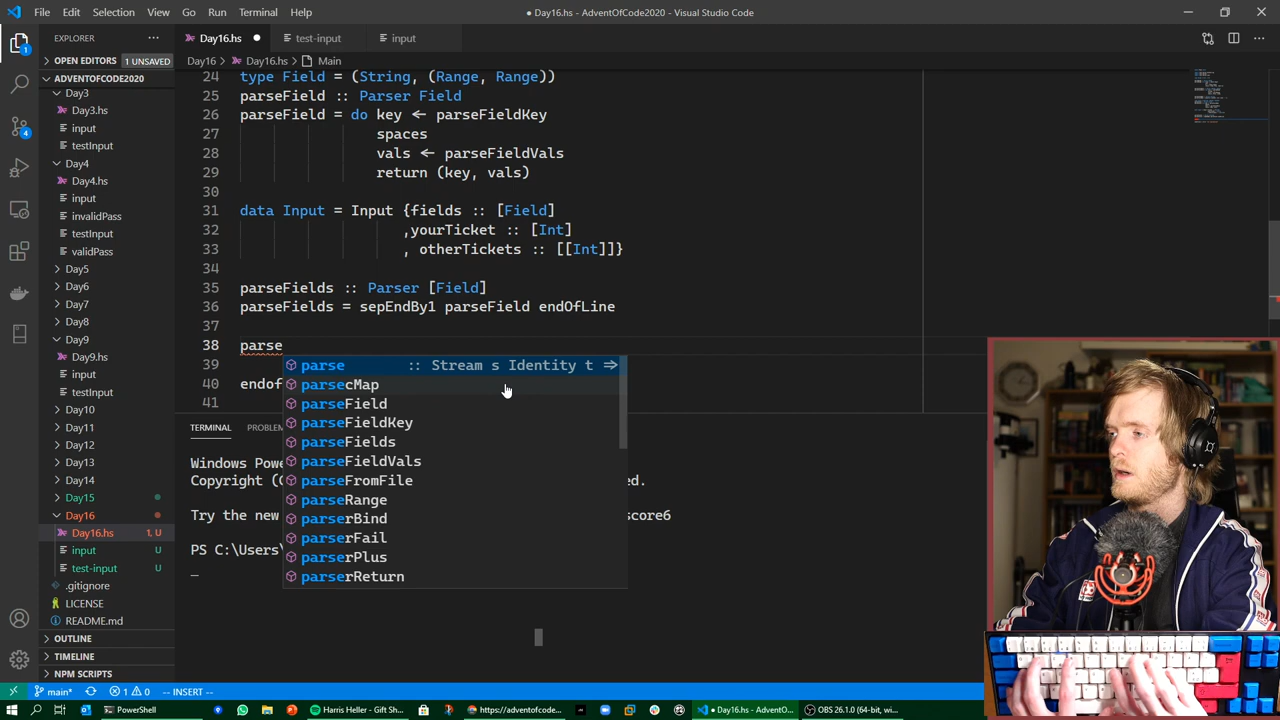 File Edit Selection View Go Run Terminal Help
● Day16.hs - AdventOfCode2020 - Visual Studio Code
EXPLORER
OPEN EDITORS 1 UNSAVED
ADVENTOFCODE2020
Day3
Day3.hs
input
testInput
Day4
Day4.hs
input
invalidPass
testInput
validPass
Day5
Day6
Day7
Day8
Day9
Day9.hs
input
testInput
Day10
Day11
Day12
Day13
Day14
Day15
Day16
Day16.hs 1, U
input U
test-input U
.gitignore
LICENSE
README.md
OUTLINE
TIMELINE
NPM SCRIPTS
Day16.hs ● test-input input
Day16 > Day16.hs > Main
24 type Field = (String, (Range, Range))
25 parseField :: Parser Field
26 parseField = do key <- parseFieldKey
27 spaces
28 vals <- parseFieldVals
29 return (key, vals)
30
31 data Input = Input {fields :: [Field]
32 ,yourTicket :: [Int]
33 , otherTickets :: [[Int]]}
34
35 parseFields :: Parser [Field]
36 parseFields = sepEndBy1 parseField endOfLine
37
38 parse
39
40 endof
41
parse :: Stream s Identity t =>
parsecMap
parseField
parseFieldKey
parseFields
parseFieldVals
parseFromFile
parseRange
parserBind
parserFail
parserPlus
parserReturn
TERMINAL
Windows Pow
Copyright (C
Try the new
PS C:\Users\
main* 1 0 -- INSERT --
PowerShell
Harris Heller - Gift Sh...
https://adventofcode...
● Day16.hs - AdventO...
OBS 26.1.0 (64-bit, w...